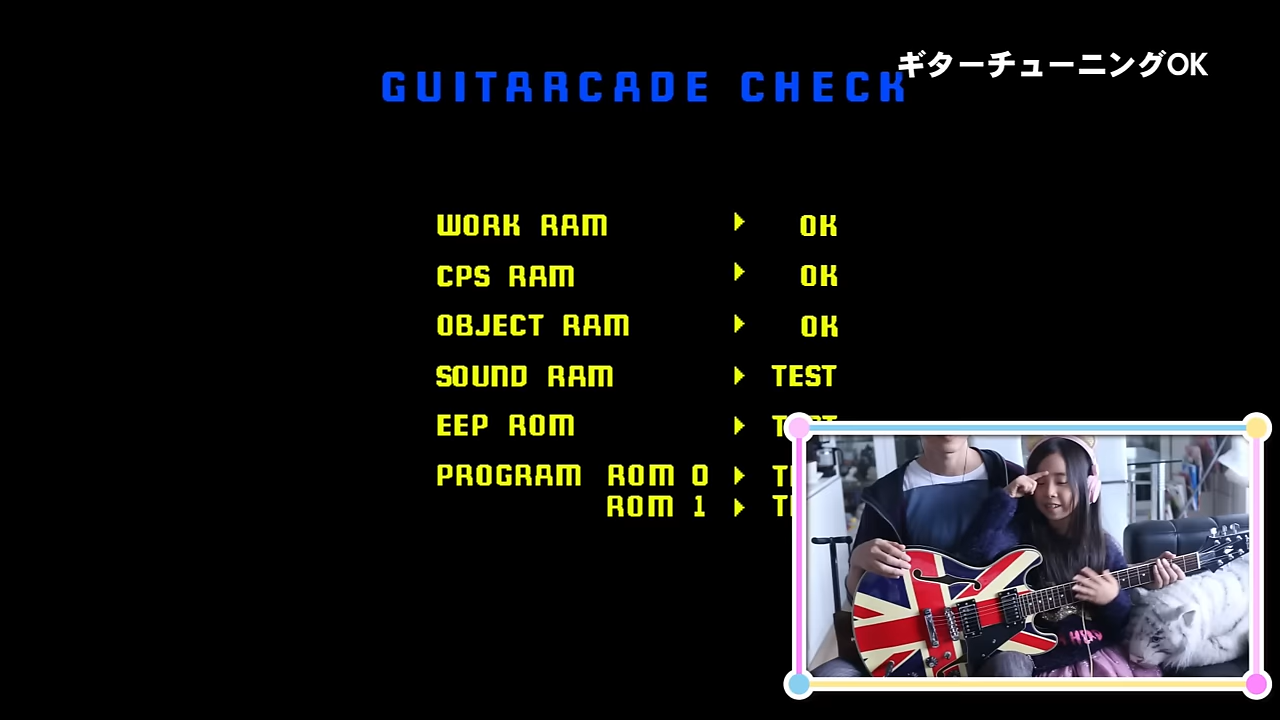 ギターチューニングOK
GUITARCADE CHECK
WORK RAM OK
CPS RAM OK
OBJECT RAM OK
SOUND RAM TEST
EEP ROM TEST
PROGRAM ROM 0
ROM 1